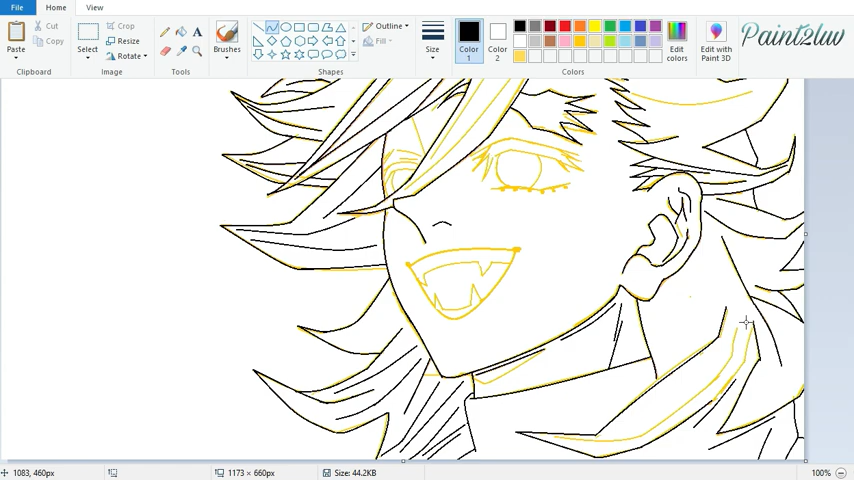 File
Home
View
Paste
Cut
Copy
Clipboard
Select
Crop
Resize
Rotate
Image
Tools
Brushes
Shapes
Outline
Fill
Size
Color 1
Color 2
Colors
Edit colors
Edit with Paint 3D
Paint2luv
1083, 460px
1173 × 660px
Size: 44.2KB
100%